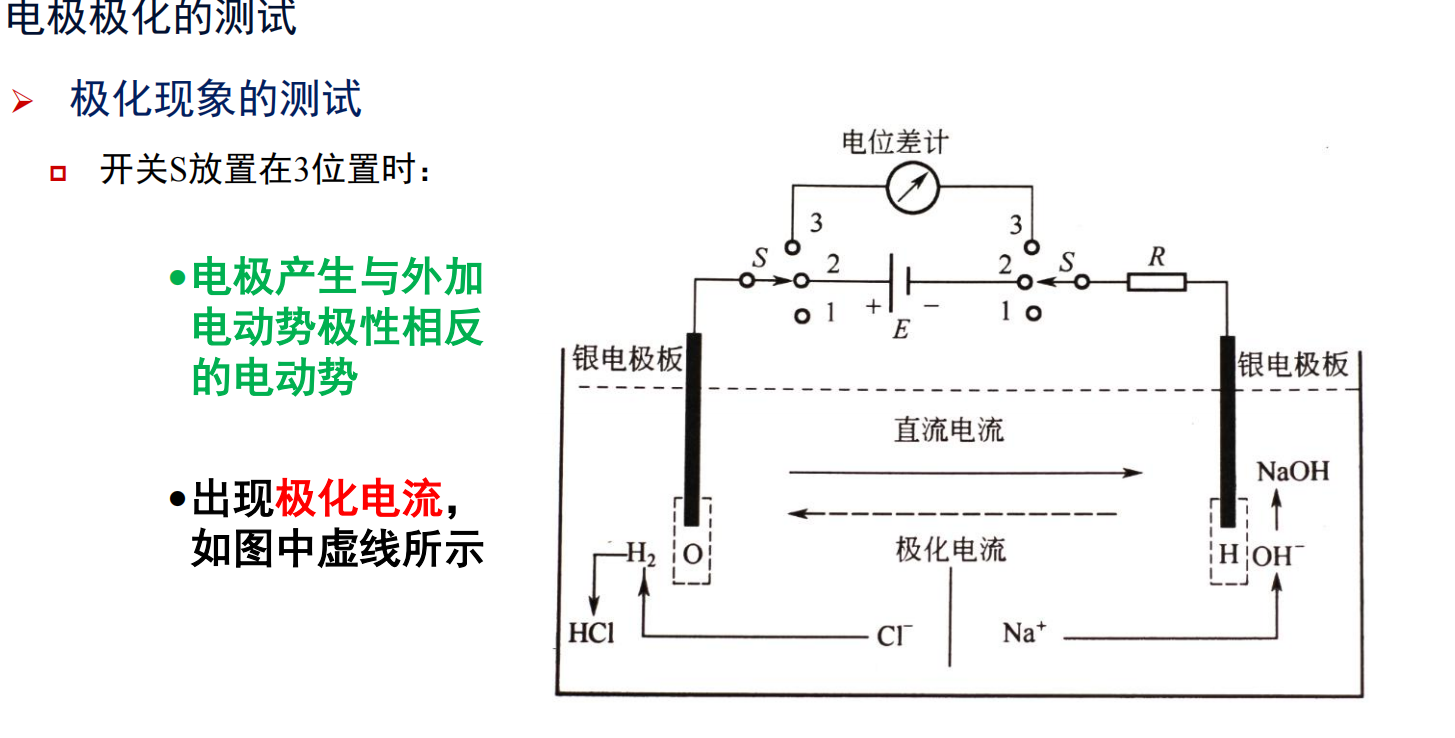 电极极化的测试
极化现象的测试
开关S放置在3位置时：
•电极产生与外加
电动势极性相反
的电动势
•出现极化电流，
如图中虚线所示
电位差计
3 3
S 2 2 S R
1 + E − 1
银电极板 银电极板
直流电流
NaOH
极化电流
H₂ O H OH⁻
HCl Cl⁻ Na⁺